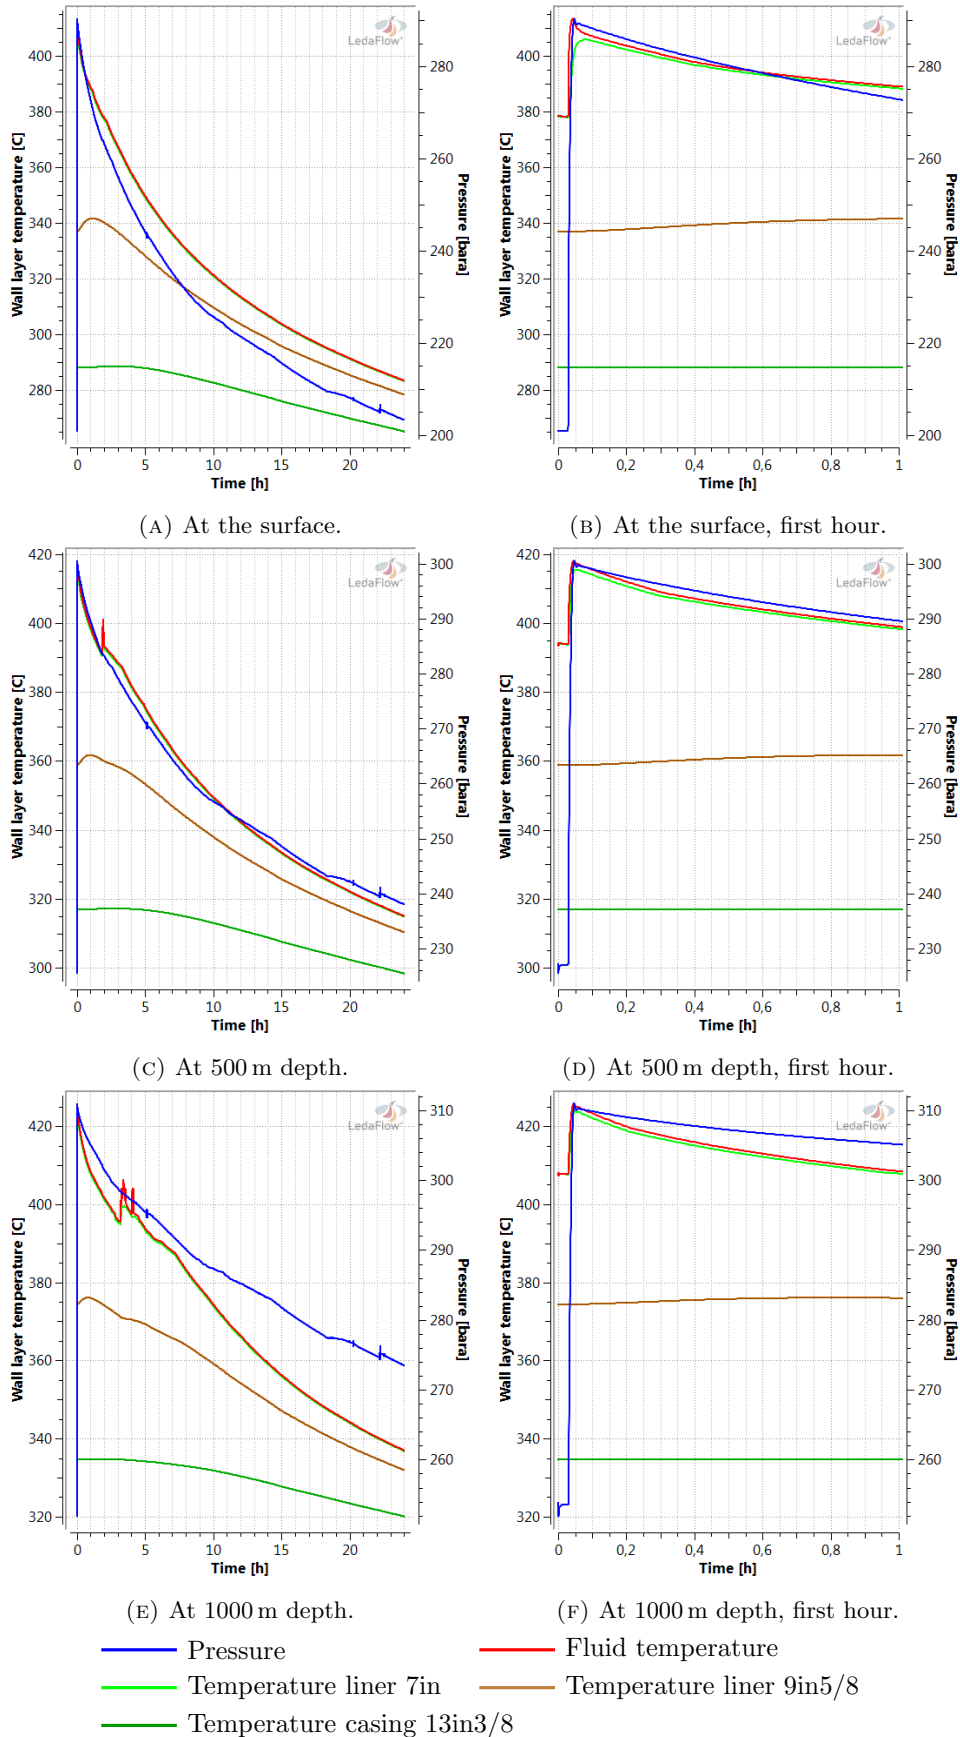 LedaFlow
Wall layer temperature [C]
400
380
360
340
320
300
280
280
260
240
220
200
Pressure [bara]
0 5 10 15 20
Time [h]
(A) At the surface.
LedaFlow
Wall layer temperature [C]
400
380
360
340
320
300
280
280
260
240
220
200
Pressure [bara]
0 0,2 0,4 0,6 0,8 1
Time [h]
(B) At the surface, first hour.
LedaFlow
Wall layer temperature [C]
420
400
380
360
340
320
300
300
290
280
270
260
250
240
230
Pressure [bara]
0 5 10 15 20
Time [h]
(C) At 500 m depth.
LedaFlow
Wall layer temperature [C]
420
400
380
360
340
320
300
300
290
280
270
260
250
240
230
Pressure [bara]
0 0,2 0,4 0,6 0,8 1
Time [h]
(D) At 500 m depth, first hour.
LedaFlow
Wall layer temperature [C]
420
400
380
360
340
320
310
300
290
280
270
260
Pressure [bara]
0 5 10 15 20
Time [h]
(E) At 1000 m depth.
LedaFlow
Wall layer temperature [C]
420
400
380
360
340
320
310
300
290
280
270
260
Pressure [bara]
0 0,2 0,4 0,6 0,8 1
Time [h]
(F) At 1000 m depth, first hour.
Pressure
Fluid temperature
Temperature liner 7in
Temperature liner 9in5/8
Temperature casing 13in3/8